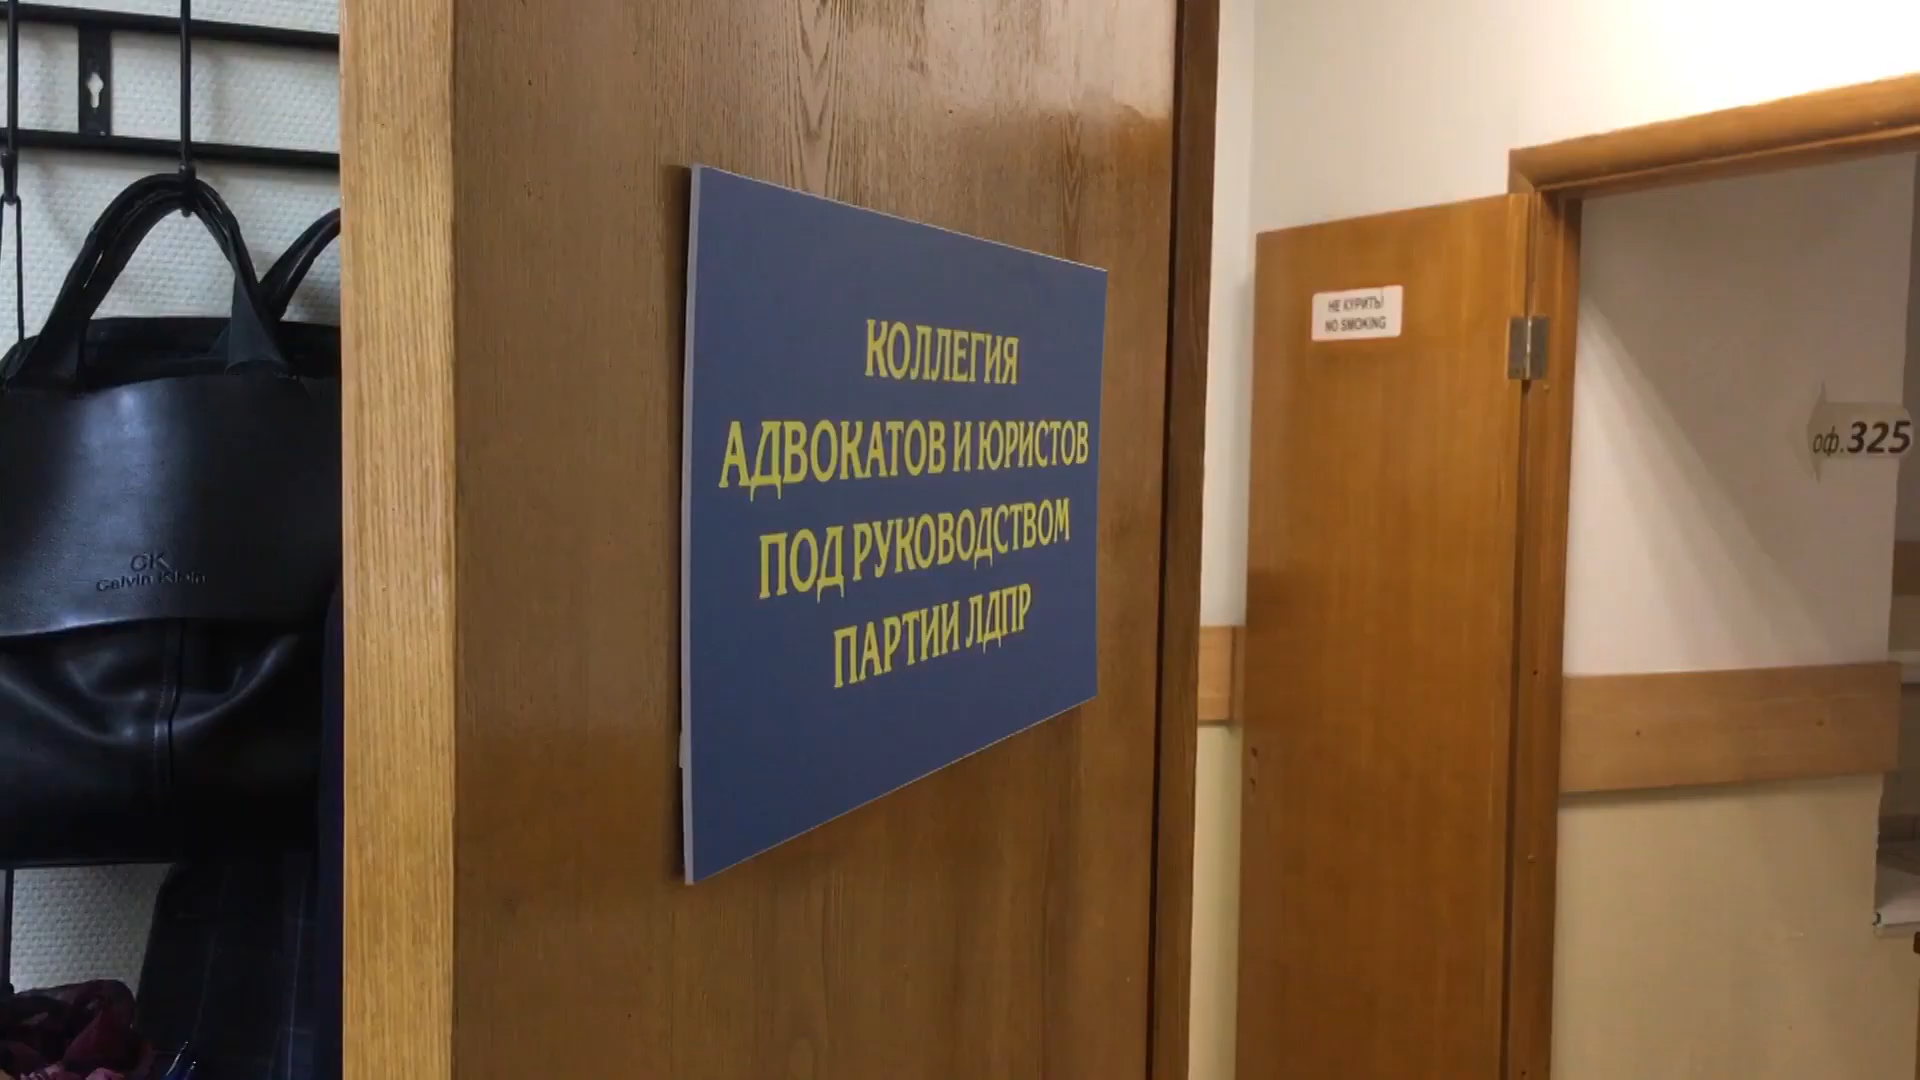 КОЛЛЕГИЯ
АДВОКАТОВ И ЮРИСТОВ
ПОД РУКОВОДСТВОМ
ПАРТИИ ЛДПР
НЕ КУРИТЬ!
NO SMOKING
оф.325
CK
Calvin Klein